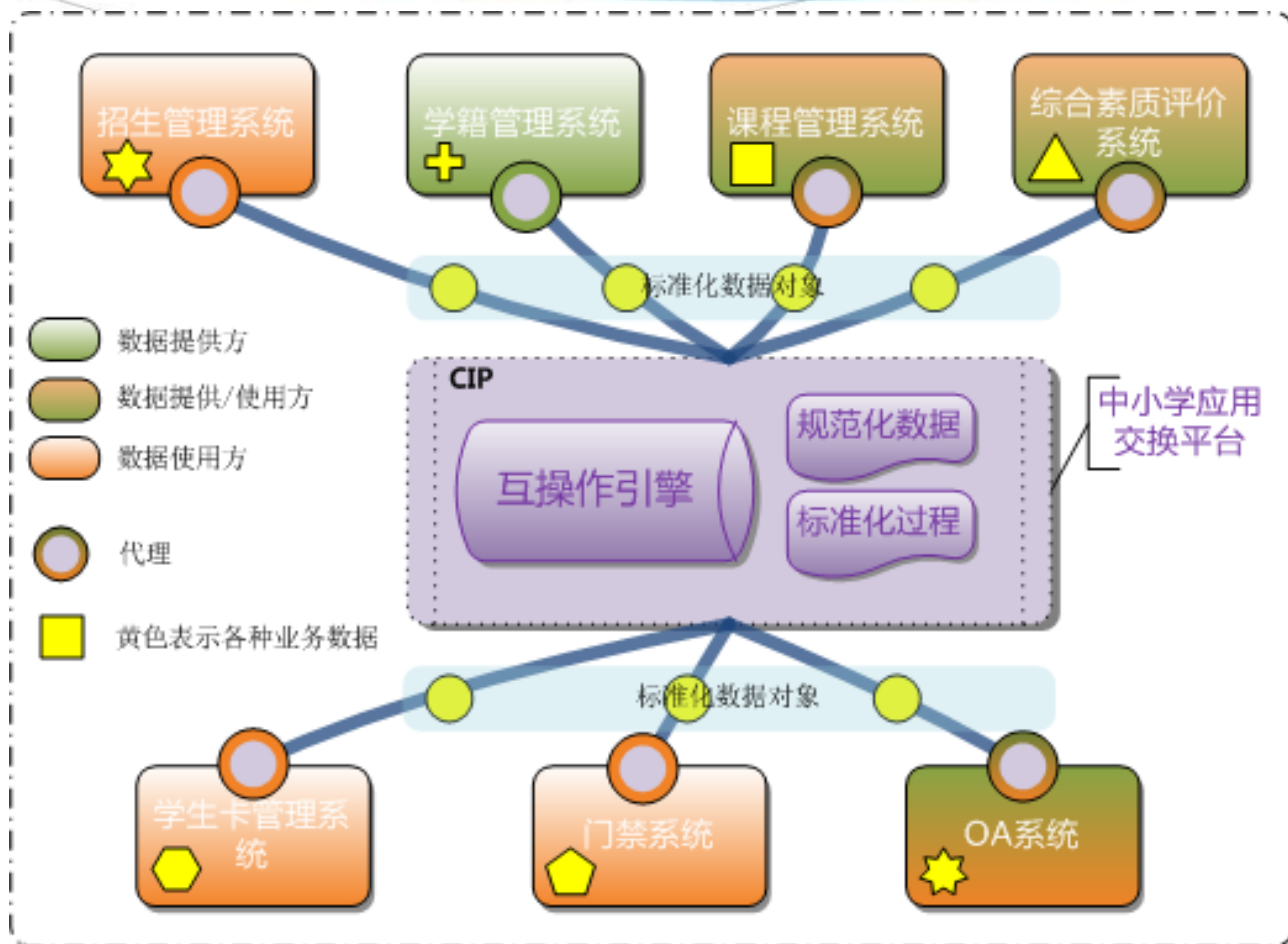 招生管理系统
学籍管理系统
课程管理系统
综合素质评价
系统
标准化数据对象
数据提供方
数据提供/使用方
数据使用方
代理
黄色表示各种业务数据
CIP
互操作引擎
规范化数据
标准化过程
中小学应用
交换平台
标准化数据对象
学生卡管理系
统
门禁系统
OA系统